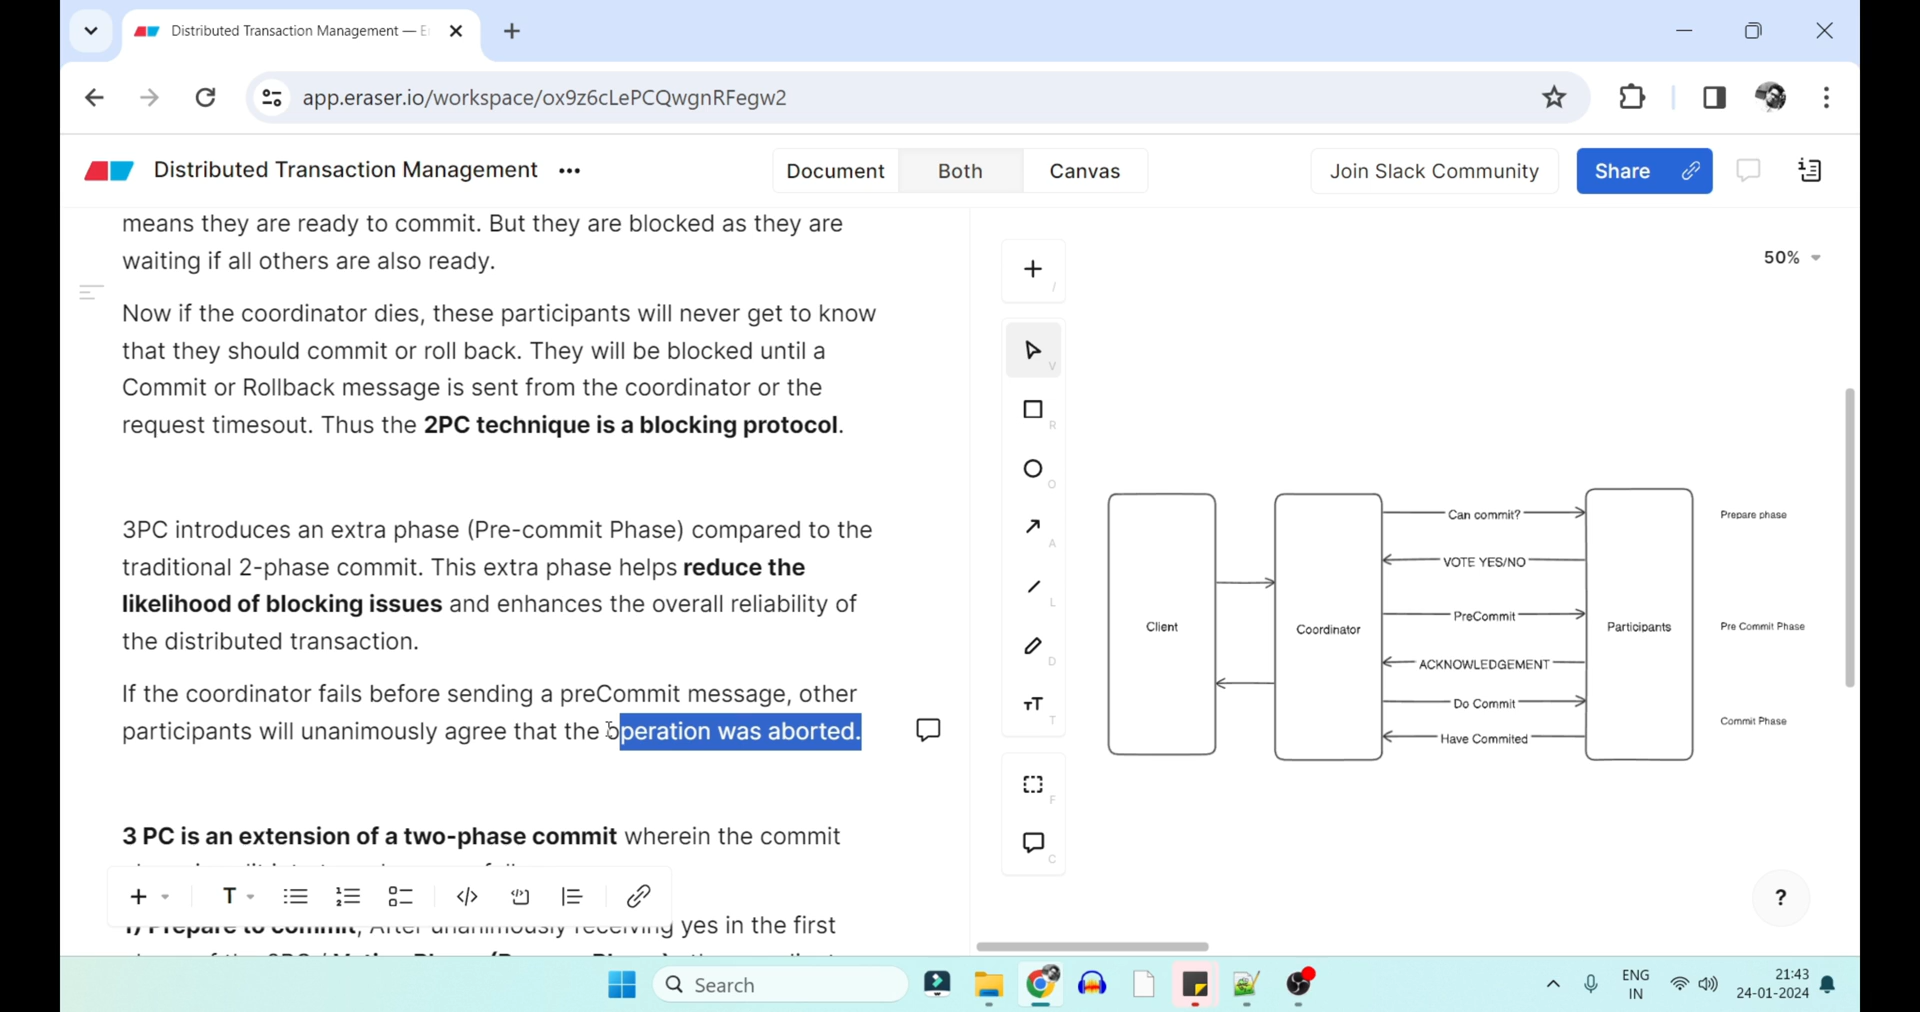 Distributed Transaction Management — E
app.eraser.io/workspace/ox9z6cLePCQwgnRFegw2
Distributed Transaction Management
Document
Both
Canvas
Join Slack Community
Share
means they are ready to commit. But they are blocked as they are
waiting if all others are also ready.
Now if the coordinator dies, these participants will never get to know
that they should commit or roll back. They will be blocked until a
Commit or Rollback message is sent from the coordinator or the
request timesout. Thus the 2PC technique is a blocking protocol.
3PC introduces an extra phase (Pre-commit Phase) compared to the
traditional 2-phase commit. This extra phase helps reduce the
likelihood of blocking issues and enhances the overall reliability of
the distributed transaction.
If the coordinator fails before sending a preCommit message, other
participants will unanimously agree that the operation was aborted.
3 PC is an extension of a two-phase commit wherein the commit
1) Prepare to commit, After unanimously receiving yes in the first
T
/
V
R
O
A
L
D
TT
T
F
C
50%
Client
Coordinator
Participants
Can commit?
VOTE YES/NO
PreCommit
ACKNOWLEDGEMENT
Do Commit
Have Commited
Prepare phase
Pre Commit Phase
Commit Phase
?
Search
ENG
IN
21:43
24-01-2024